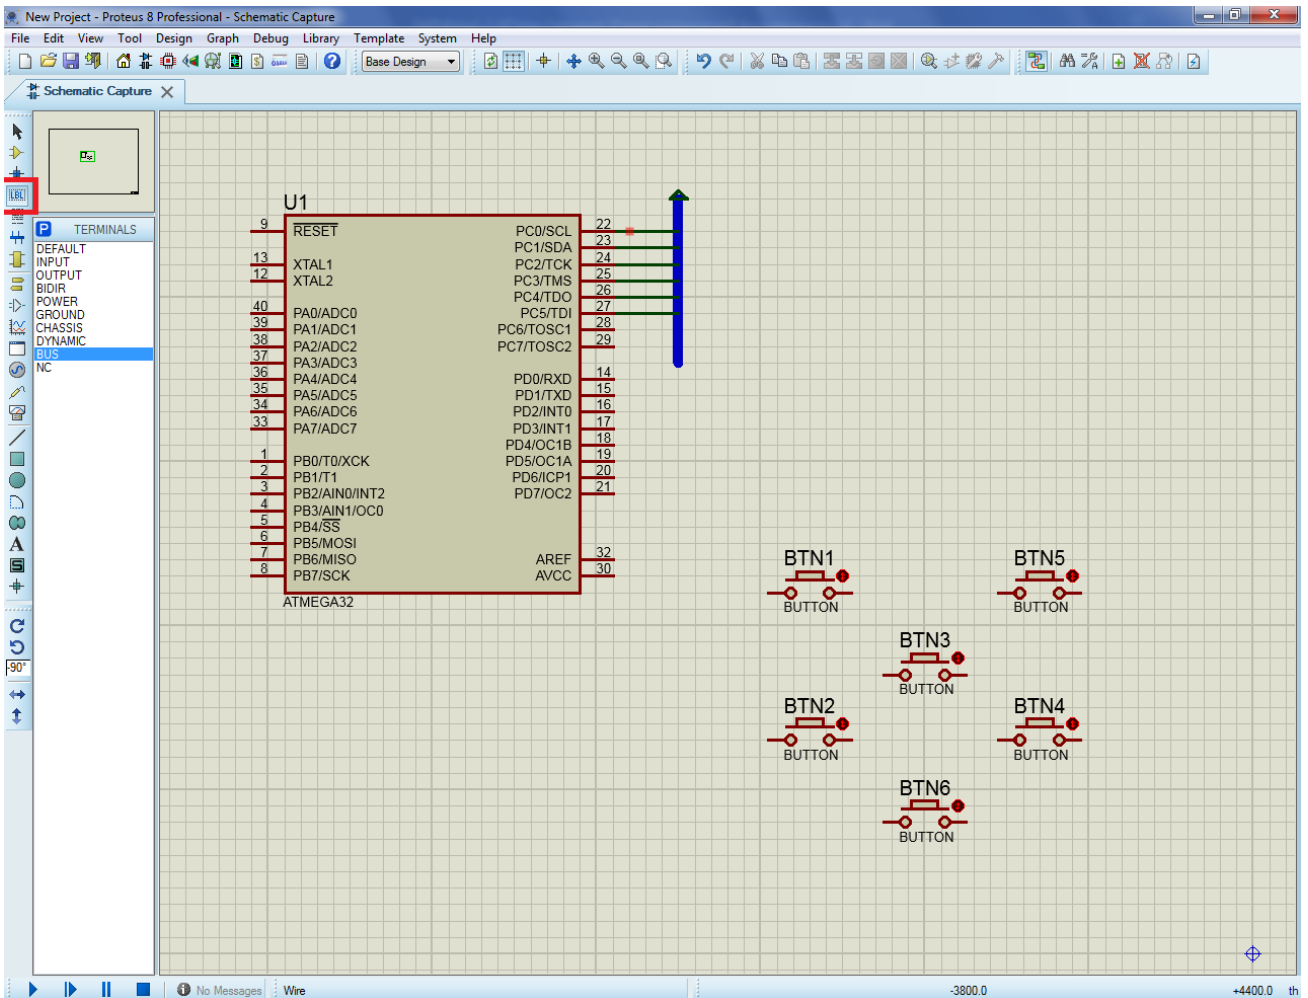 New Project - Proteus 8 Professional - Schematic Capture
File Edit View Tool Design Graph Debug Library Template System Help
Base Design
Schematic Capture
LBL
P TERMINALS
DEFAULT
INPUT
OUTPUT
BIDIR
POWER
GROUND
CHASSIS
DYNAMIC
BUS
NC
A
S
-90°
U1
9 RESET
13 XTAL1
12 XTAL2
40 PA0/ADC0
39 PA1/ADC1
38 PA2/ADC2
37 PA3/ADC3
36 PA4/ADC4
35 PA5/ADC5
34 PA6/ADC6
33 PA7/ADC7
1 PB0/T0/XCK
2 PB1/T1
3 PB2/AIN0/INT2
4 PB3/AIN1/OC0
5 PB4/SS
6 PB5/MOSI
7 PB6/MISO
8 PB7/SCK
PC0/SCL 22
PC1/SDA 23
PC2/TCK 24
PC3/TMS 25
PC4/TDO 26
PC5/TDI 27
PC6/TOSC1 28
PC7/TOSC2 29
PD0/RXD 14
PD1/TXD 15
PD2/INT0 16
PD3/INT1 17
PD4/OC1B 18
PD5/OC1A 19
PD6/ICP1 20
PD7/OC2 21
AREF 32
AVCC 30
ATMEGA32
BTN1
BUTTON
BTN5
BUTTON
BTN3
BUTTON
BTN2
BUTTON
BTN4
BUTTON
BTN6
BUTTON
No Messages Wire -3800.0 +4400.0 th